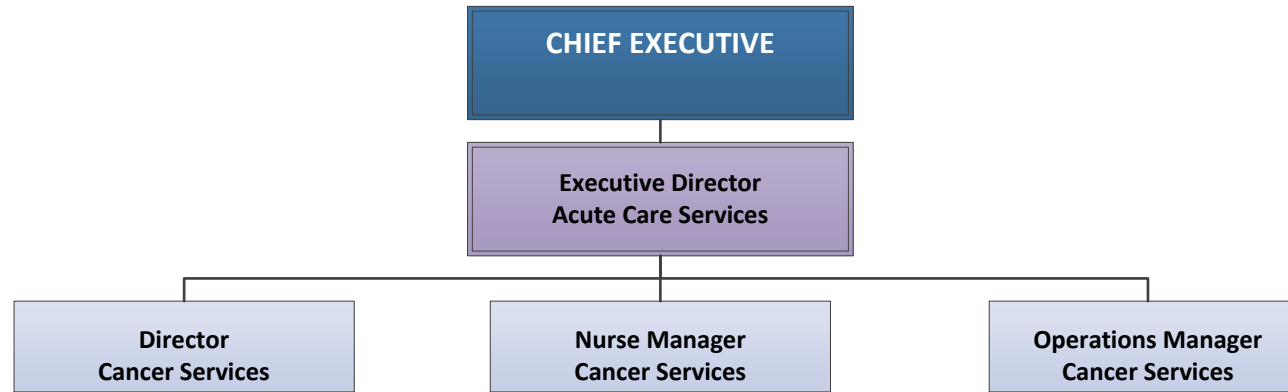 CHIEF EXECUTIVE
Executive Director
Acute Care Services
Director
Cancer Services
Nurse Manager
Cancer Services
Operations Manager
Cancer Services